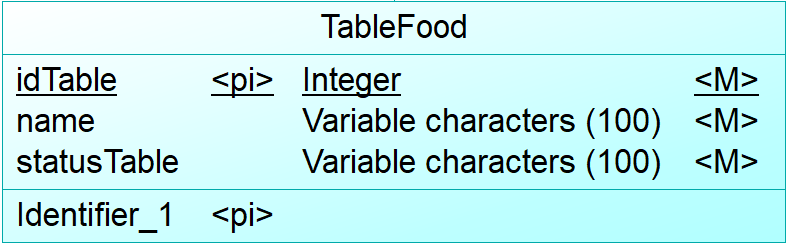 TableFood
idTable <pi> Integer <M>
name Variable characters (100) <M>
statusTable Variable characters (100) <M>
Identifier_1 <pi>